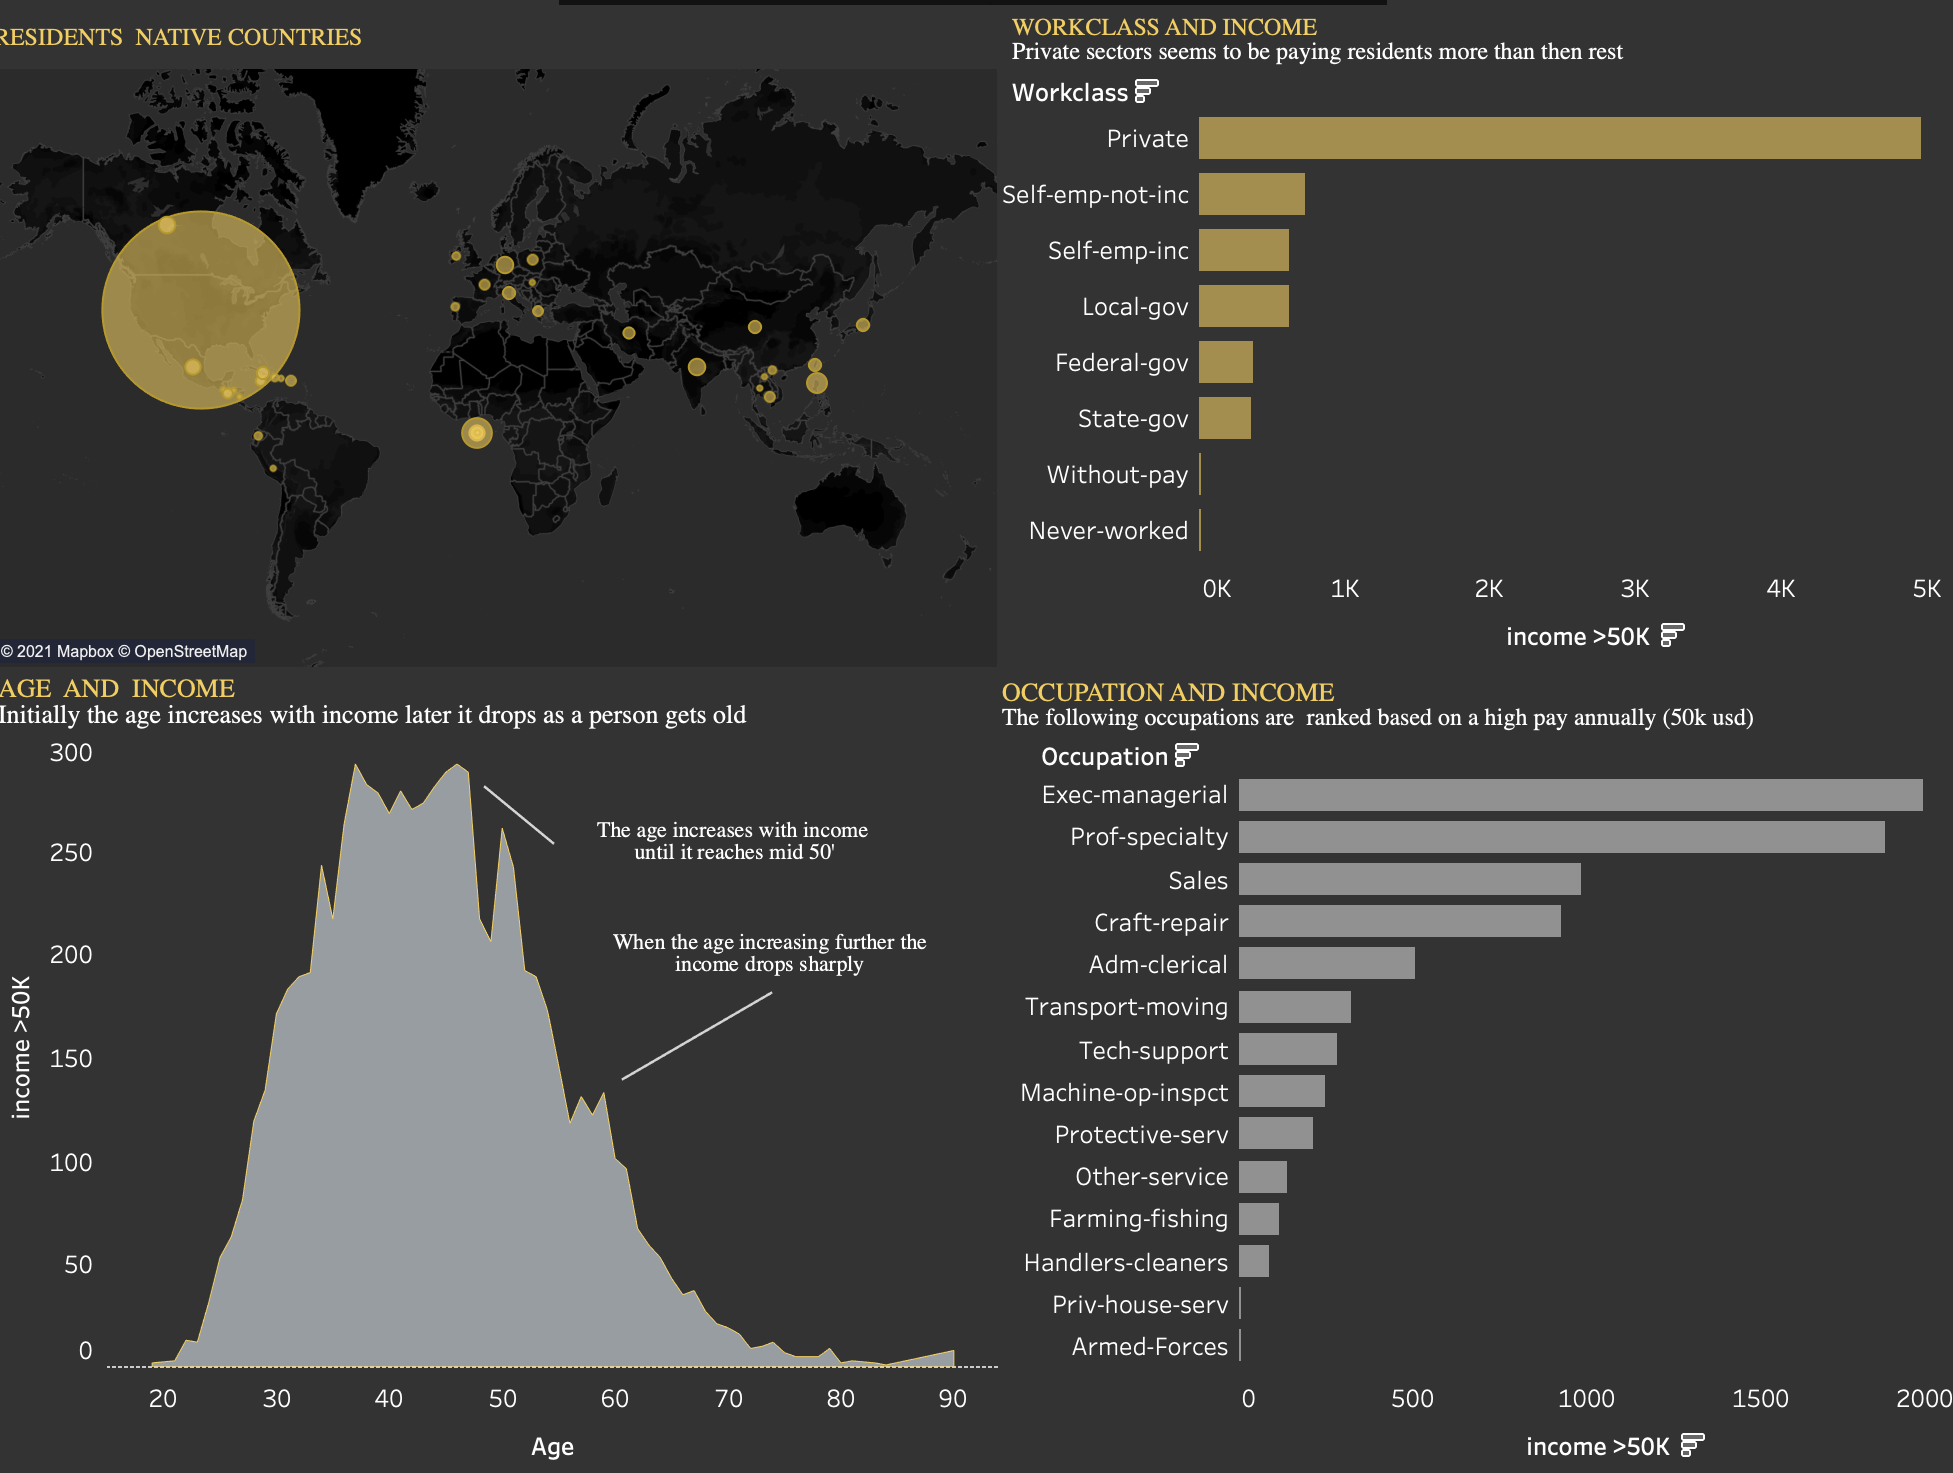 RESIDENTS NATIVE COUNTRIES
© 2021 Mapbox © OpenStreetMap
WORKCLASS AND INCOME
Private sectors seems to be paying residents more than then rest
Workclass
Private
Self-emp-not-inc
Self-emp-inc
Local-gov
Federal-gov
State-gov
Without-pay
Never-worked
0K 1K 2K 3K 4K 5K
income >50K
AGE AND INCOME
Initially the age increases with income later it drops as a person gets old
300
250
200
150
100
50
0
income >50K
The age increases with income
until it reaches mid 50'
When the age increasing further the
income drops sharply
20 30 40 50 60 70 80 90
Age
OCCUPATION AND INCOME
The following occupations are ranked based on a high pay annually (50k usd)
Occupation
Exec-managerial
Prof-specialty
Sales
Craft-repair
Adm-clerical
Transport-moving
Tech-support
Machine-op-inspct
Protective-serv
Other-service
Farming-fishing
Handlers-cleaners
Priv-house-serv
Armed-Forces
0 500 1000 1500 2000
income >50K